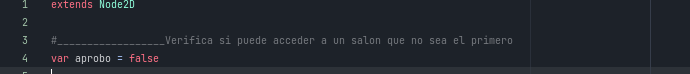 1 extends Node2D
2
3 #__________________Verifica si puede acceder a un salon que no sea el primero
4 var aprobo = false